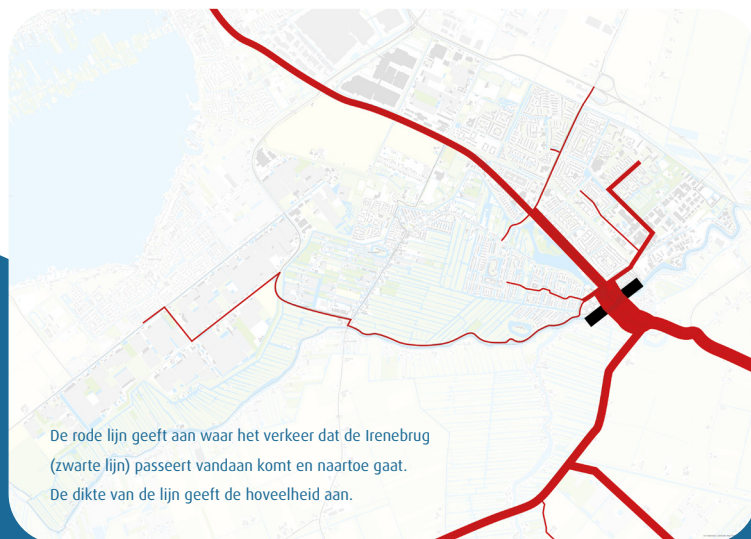 De rode lijn geeft aan waar het verkeer dat de Irenebrug
(zwarte lijn) passeert vandaan komt en naartoe gaat.
De dikte van de lijn geeft de hoveelheid aan.